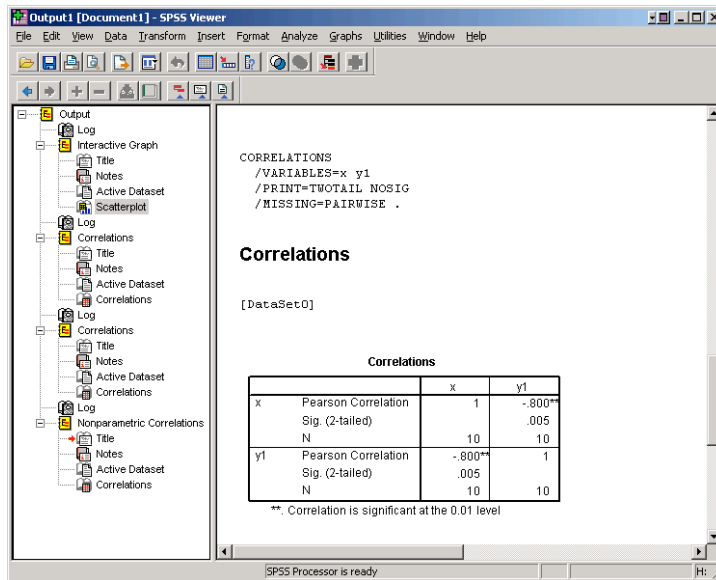 Output1 [Document1] - SPSS Viewer
File Edit View Data Transform Insert Format Analyze Graphs Utilities Window Help
Output
Log
Interactive Graph
Title
Notes
Active Dataset
Scatterplot
Log
Correlations
Title
Notes
Active Dataset
Correlations
Log
Correlations
Title
Notes
Active Dataset
Correlations
Log
Nonparametric Correlations
Title
Notes
Active Dataset
Correlations
CORRELATIONS
/VARIABLES=x y1
/PRINT=TWOTAIL NOSIG
/MISSING=PAIRWISE .
Correlations
[DataSet0]
Correlations
x y1
x Pearson Correlation 1 -.800**
Sig. (2-tailed) .005
N 10 10
y1 Pearson Correlation -.800** 1
Sig. (2-tailed) .005
N 10 10
**. Correlation is significant at the 0.01 level
SPSS Processor is ready H: